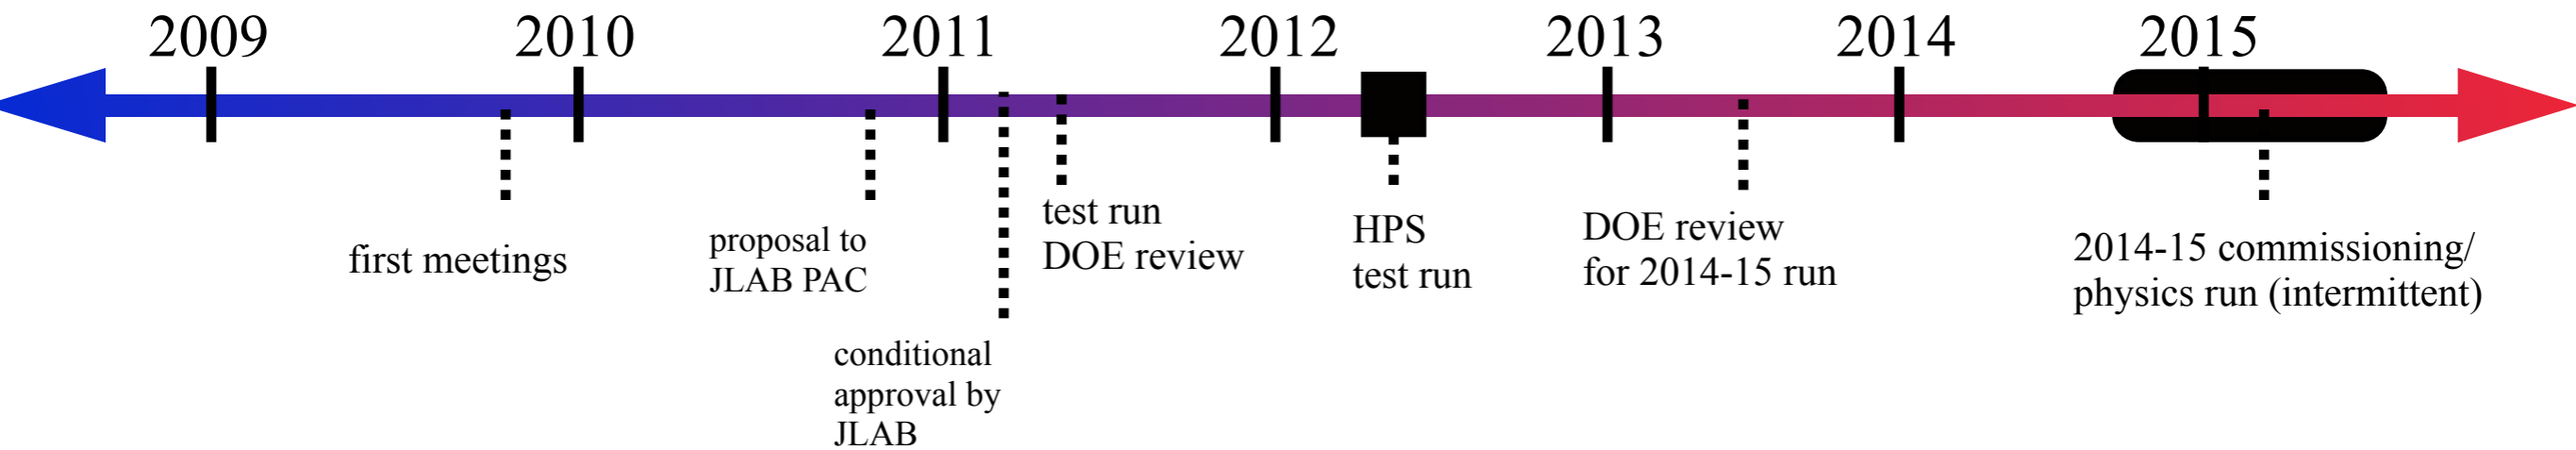 2009
2010
2011
2012
2013
2014
2015
first meetings
proposal to
JLAB PAC
conditional
approval by
JLAB
test run
DOE review
HPS
test run
DOE review
for 2014-15 run
2014-15 commissioning/
physics run (intermittent)